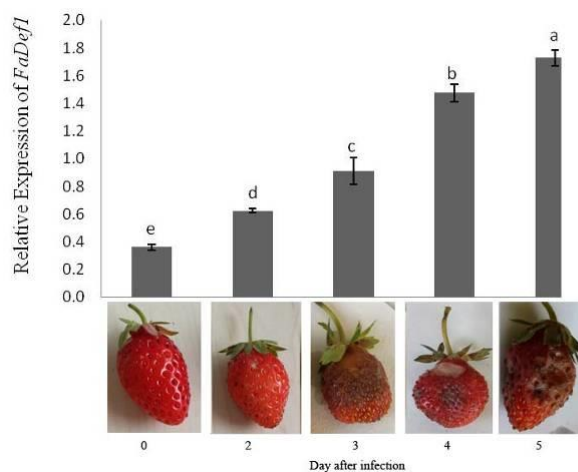 Relative Expression of FaDef1
2.0
1.8
1.6
1.4
1.2
1.0
0.8
0.6
0.4
0.2
0.0
e
d
c
b
a
0 2 3 4 5
Day after infection